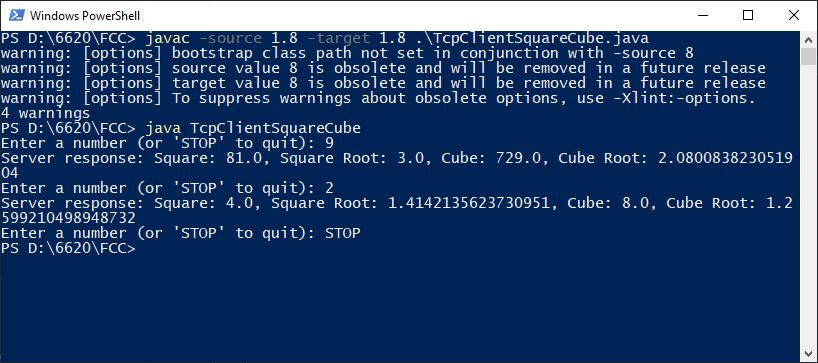 Windows PowerShell
PS D:\6620\FCC> javac -source 1.8 -target 1.8 .\TcpClientSquareCube.java
warning: [options] bootstrap class path not set in conjunction with -source 8
warning: [options] source value 8 is obsolete and will be removed in a future release
warning: [options] target value 8 is obsolete and will be removed in a future release
warning: [options] To suppress warnings about obsolete options, use -Xlint:-options.
4 warnings
PS D:\6620\FCC> java TcpClientSquareCube
Enter a number (or 'STOP' to quit): 9
Server response: Square: 81.0, Square Root: 3.0, Cube: 729.0, Cube Root: 2.0800838230519
04
Enter a number (or 'STOP' to quit): 2
Server response: Square: 4.0, Square Root: 1.4142135623730951, Cube: 8.0, Cube Root: 1.2
599210498948732
Enter a number (or 'STOP' to quit): STOP
PS D:\6620\FCC>